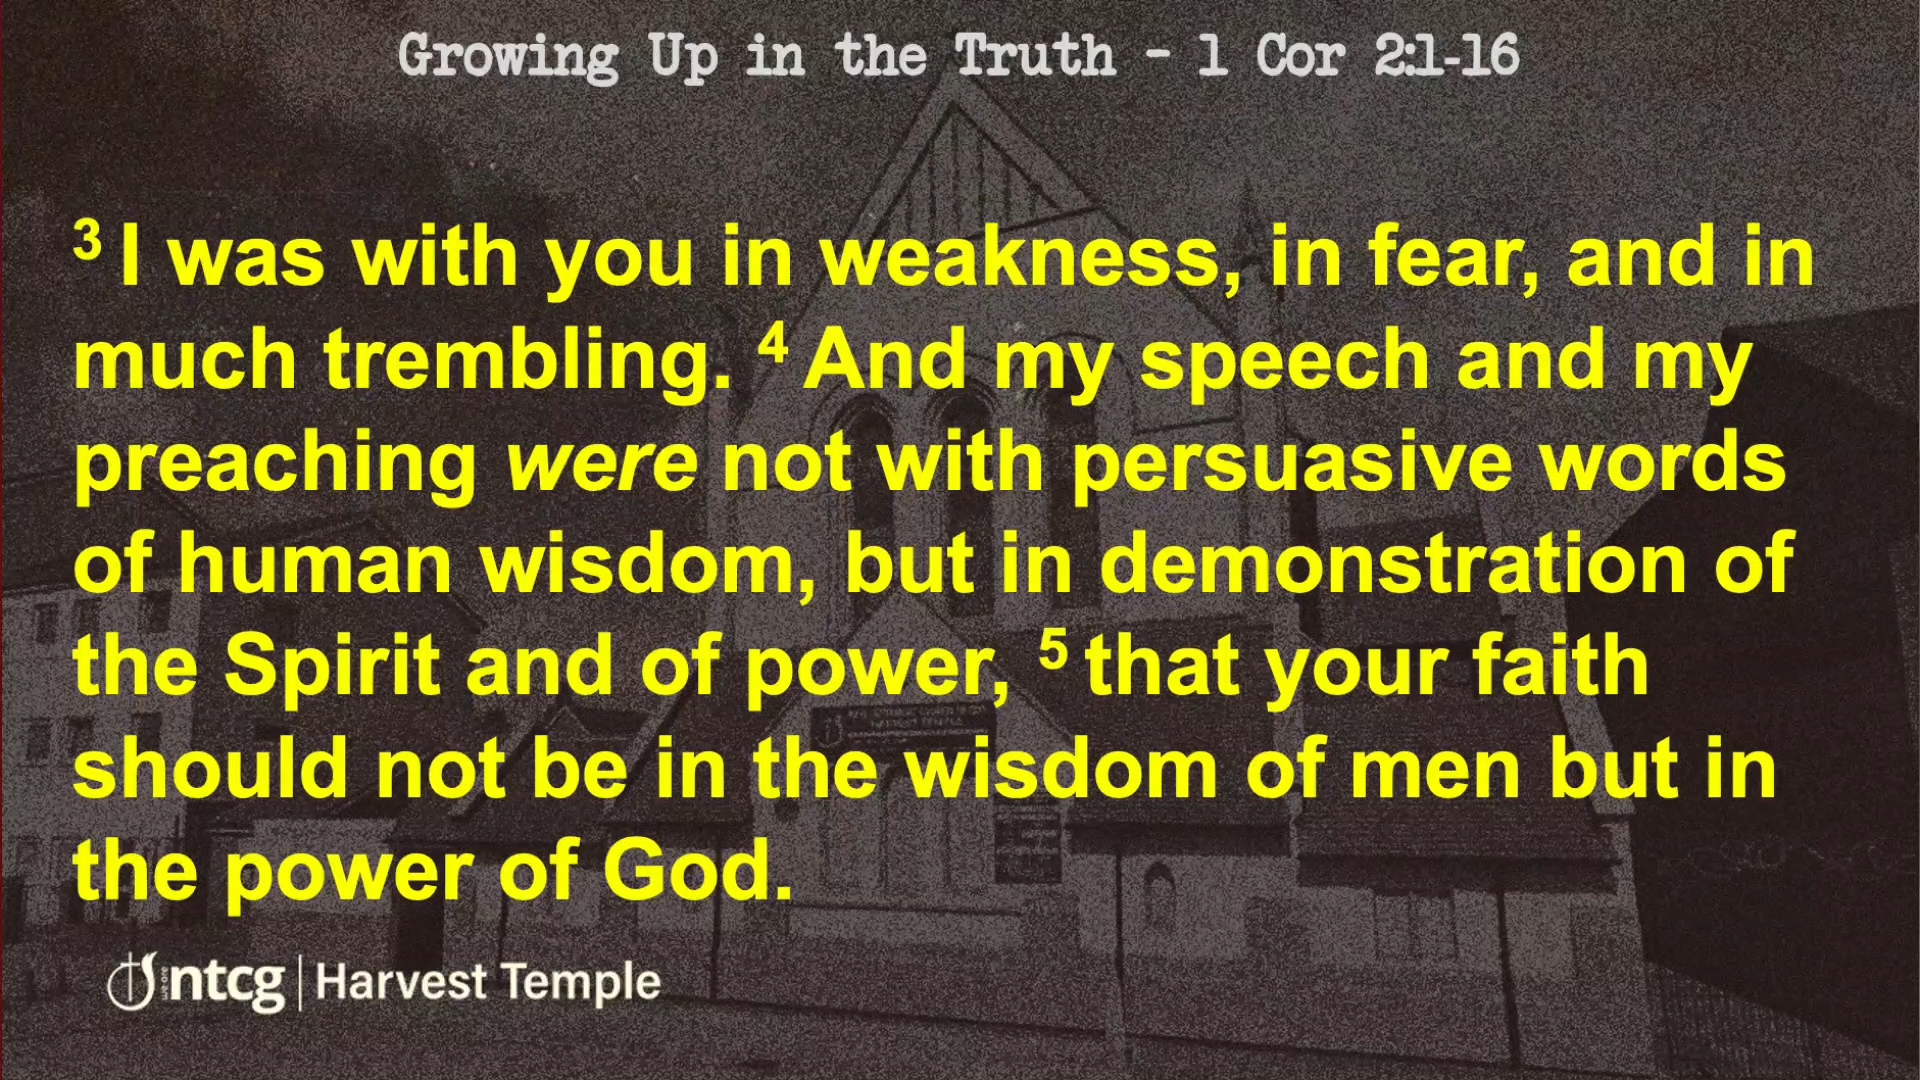 Growing Up in the Truth - 1 Cor 2:1-16
3 I was with you in weakness, in fear, and in
much trembling. 4 And my speech and my
preaching were not with persuasive words
of human wisdom, but in demonstration of
the Spirit and of power, 5 that your faith
should not be in the wisdom of men but in
the power of God.
we are ntcg | Harvest Temple